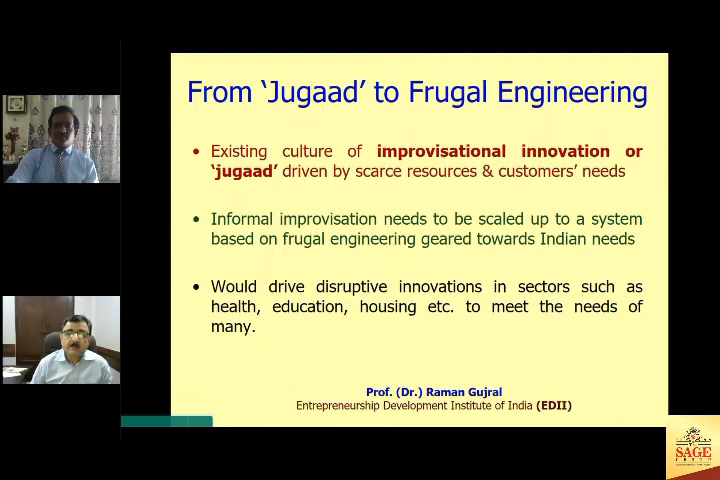 From ‘Jugaad’ to Frugal Engineering
• Existing culture of improvisational innovation or
‘jugaad’ driven by scarce resources & customers’ needs
• Informal improvisation needs to be scaled up to a system
based on frugal engineering geared towards Indian needs
• Would drive disruptive innovations in sectors such as
health, education, housing etc. to meet the needs of
many.
Prof. (Dr.) Raman Gujral
Entrepreneurship Development Institute of India (EDII)
SAGE